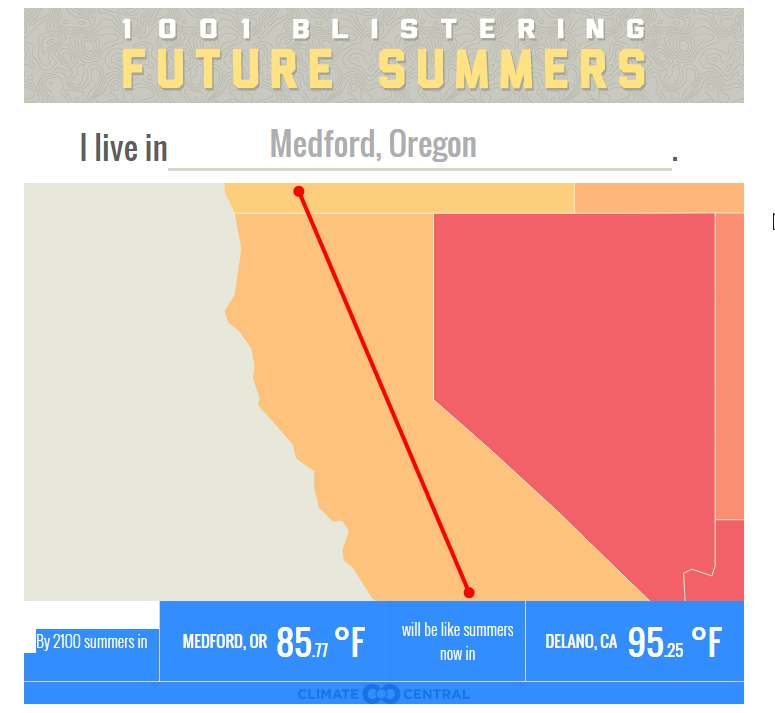 1001 BLISTERING
FUTURE SUMMERS
I live in Medford, Oregon.
By 2100 summers in
MEDFORD, OR 85.77 °F
will be like summers
now in
DELANO, CA 95.25 °F
CLIMATE CENTRAL